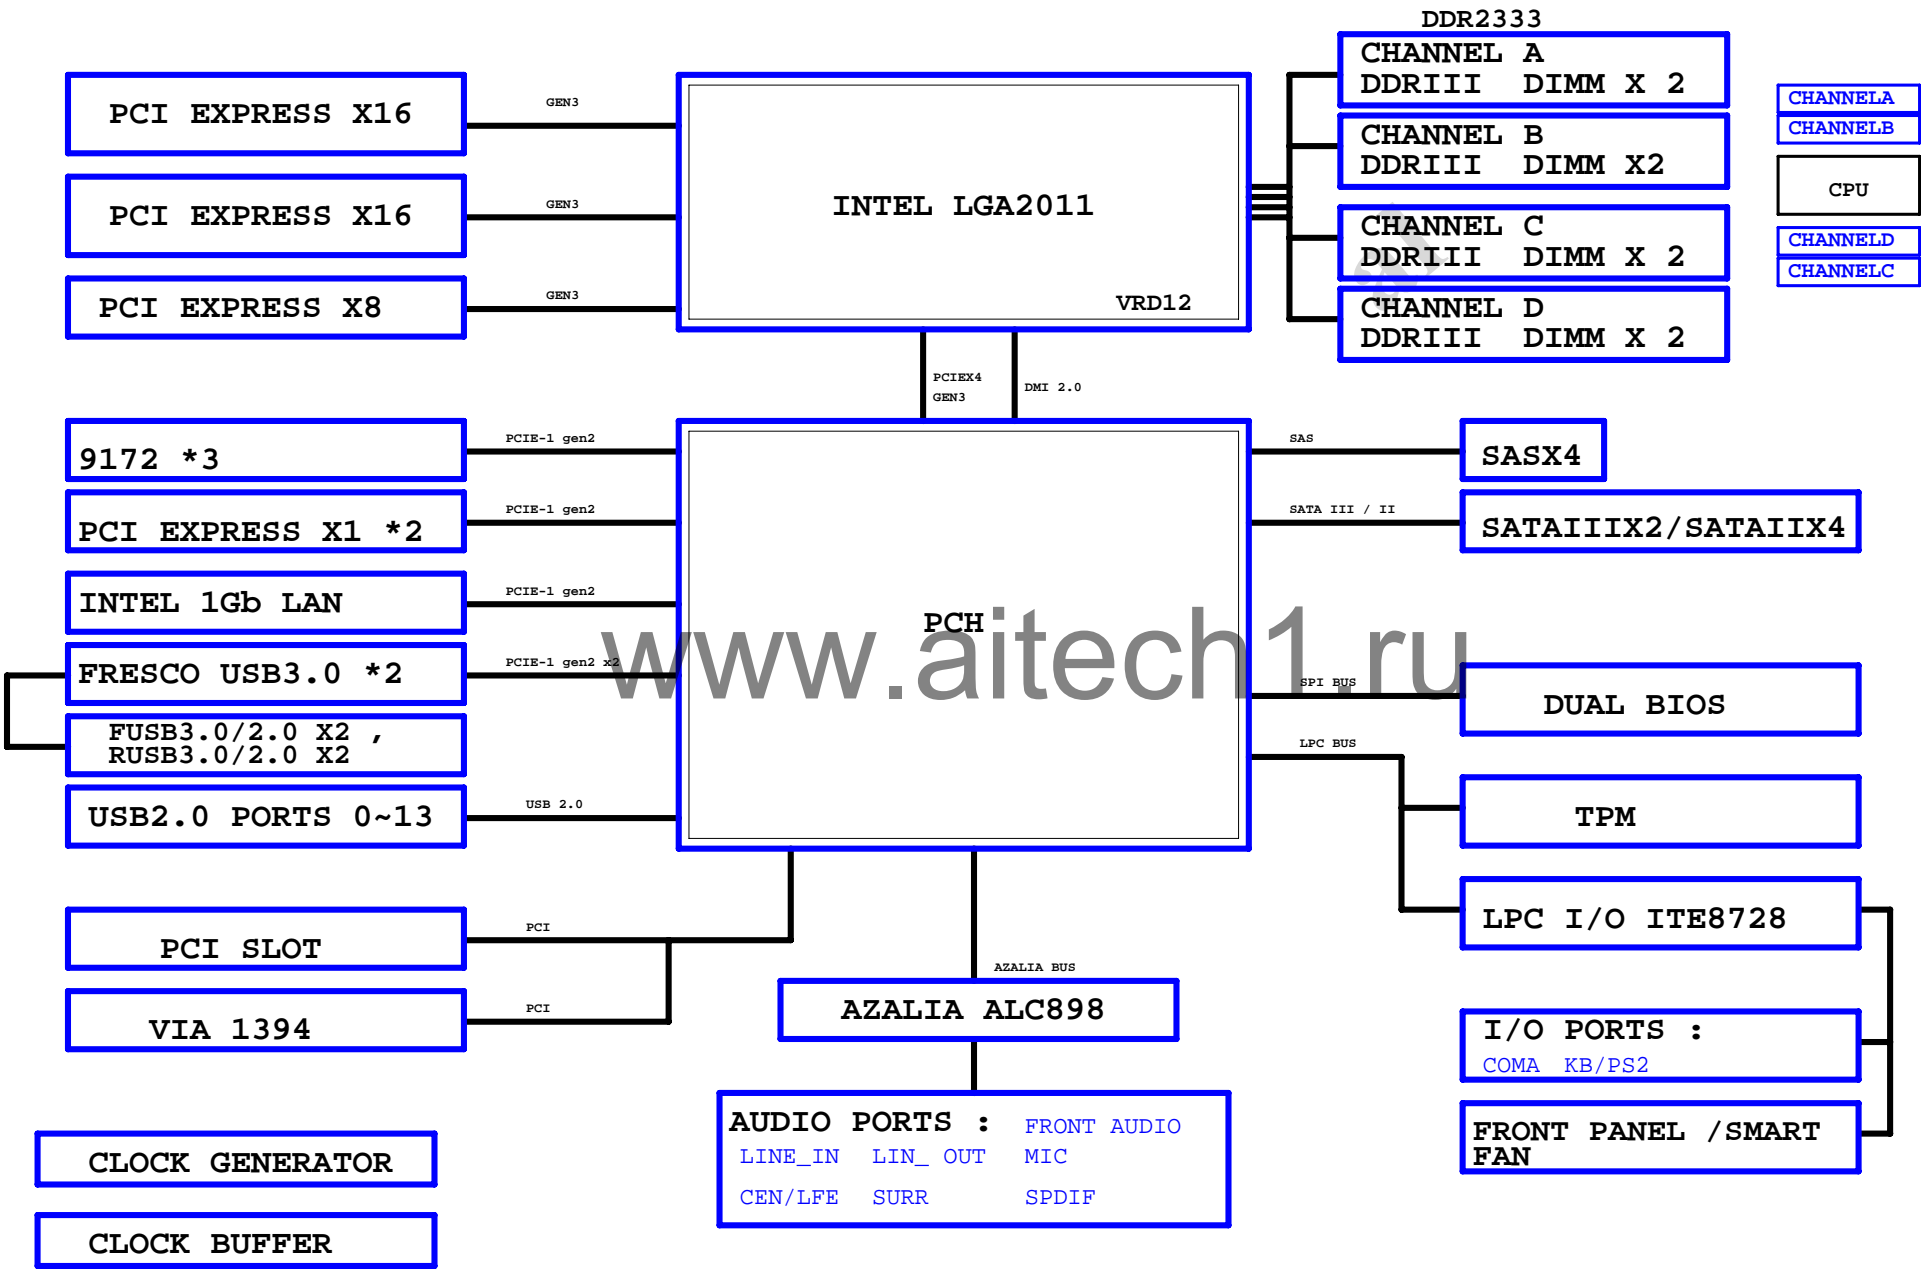 DDR2333
CHANNEL A
DDRIII DIMM X 2
CHANNEL B
DDRIII DIMM X2
CHANNEL C
DDRIII DIMM X 2
CHANNEL D
DDRIII DIMM X 2
CHANNELA
CHANNELB
CPU
CHANNELD
CHANNELC
PCI EXPRESS X16
GEN3
PCI EXPRESS X16
GEN3
PCI EXPRESS X8
GEN3
INTEL LGA2011
VRD12
PCIEX4
GEN3
DMI 2.0
9172 *3
PCIE-1 gen2
PCI EXPRESS X1 *2
PCIE-1 gen2
INTEL 1Gb LAN
PCIE-1 gen2
FRESCO USB3.0 *2
PCIE-1 gen2 x2
FUSB3.0/2.0 X2 ,
RUSB3.0/2.0 X2
USB2.0 PORTS 0~13
USB 2.0
PCH
www.aitech1.ru
SAS
SASX4
SATA III / II
SATAIIIX2/SATAIIX4
SPI BUS
DUAL BIOS
LPC BUS
TPM
LPC I/O ITE8728
I/O PORTS :
COMA KB/PS2
FRONT PANEL /SMART
FAN
PCI SLOT
PCI
VIA 1394
PCI
AZALIA BUS
AZALIA ALC898
AUDIO PORTS : FRONT AUDIO
LINE_IN LIN_ OUT MIC
CEN/LFE SURR SPDIF
CLOCK GENERATOR
CLOCK BUFFER